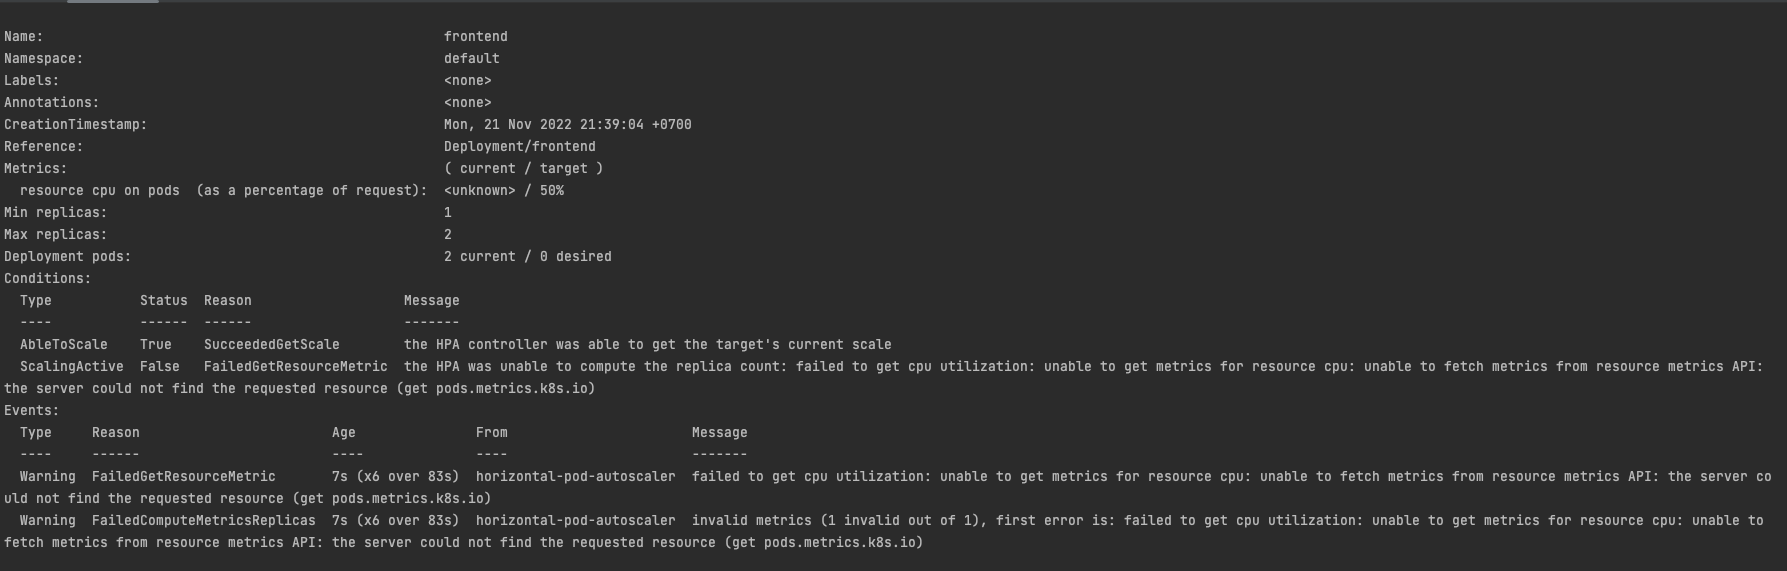 Name:                                                  frontend
Namespace:                                             default
Labels:                                                <none>
Annotations:                                           <none>
CreationTimestamp:                                     Mon, 21 Nov 2022 21:39:04 +0700
Reference:                                             Deployment/frontend
Metrics:                                               ( current / target )
  resource cpu on pods  (as a percentage of request):  <unknown> / 50%
Min replicas:                                          1
Max replicas:                                          2
Deployment pods:                                       2 current / 0 desired
Conditions:
  Type           Status  Reason                   Message
  ----           ------  ------                   -------
  AbleToScale    True    SucceededGetScale        the HPA controller was able to get the target's current scale
  ScalingActive  False   FailedGetResourceMetric  the HPA was unable to compute the replica count: failed to get cpu utilization: unable to get metrics for resource cpu: unable to fetch metrics from resource metrics API:
the server could not find the requested resource (get pods.metrics.k8s.io)
Events:
  Type     Reason                        Age               From                       Message
  ----     ------                        ----              ----                       -------
  Warning  FailedGetResourceMetric       7s (x6 over 83s)  horizontal-pod-autoscaler  failed to get cpu utilization: unable to get metrics for resource cpu: unable to fetch metrics from resource metrics API: the server co
uld not find the requested resource (get pods.metrics.k8s.io)
  Warning  FailedComputeMetricsReplicas  7s (x6 over 83s)  horizontal-pod-autoscaler  invalid metrics (1 invalid out of 1), first error is: failed to get cpu utilization: unable to get metrics for resource cpu: unable to
fetch metrics from resource metrics API: the server could not find the requested resource (get pods.metrics.k8s.io)